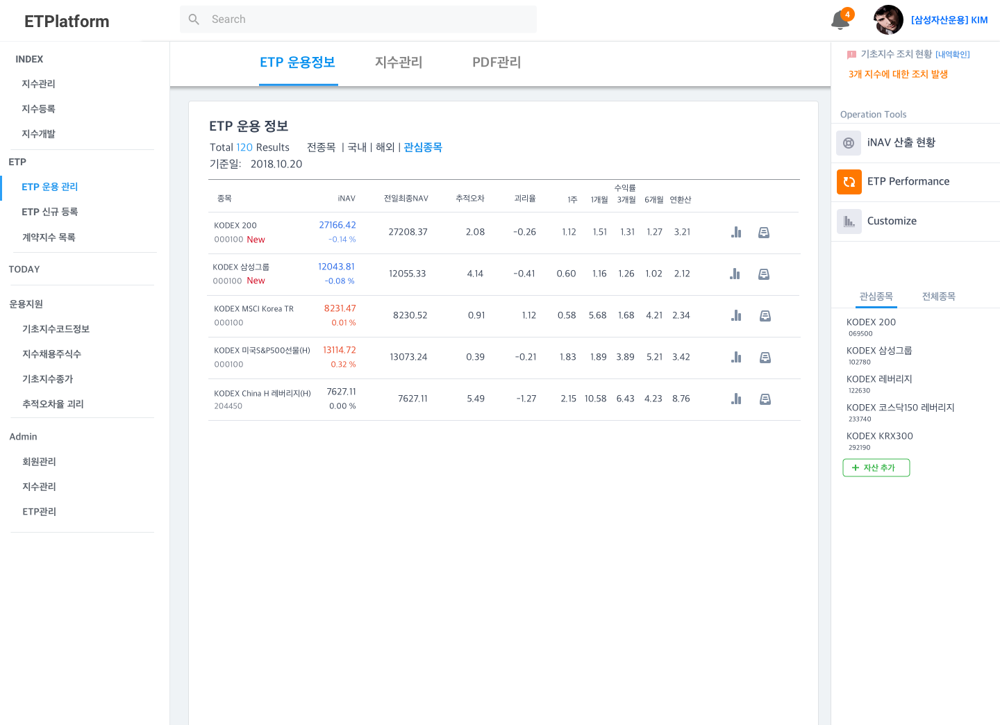 ETPlatform
Search
4
[삼성자산운용] KIM
INDEX
지수관리
지수등록
지수개발
ETP
ETP 운용 관리
ETP 신규 등록
계약지수 목록
TODAY
운용지원
기초지수코드정보
지수채용주식수
기초지수종가
추적오차율 괴리
Admin
회원관리
지수관리
ETP관리
ETP 운용정보 지수관리 PDF관리
ETP 운용 정보
Total 120 Results 전종목 | 국내 | 해외 | 관심종목
기준일: 2018.10.20
수익률
종목 iNAV 전일최종NAV 추적오차 괴리율 1주 1개월 3개월 6개월 연환산
KODEX 200 27166.42
27208.37 2.08 -0.26 1.12 1.51 1.31 1.27 3.21
000100 New -0.14 %
KODEX 삼성그룹 12043.81
12055.33 4.14 -0.41 0.60 1.16 1.26 1.02 2.12
000100 New -0.08 %
KODEX MSCI Korea TR 8231.47
8230.52 0.91 1.12 0.58 5.68 1.68 4.21 2.34
000100 0.01 %
KODEX 미국S&P500선물(H) 13114.72
13073.24 0.39 -0.21 1.83 1.89 3.89 5.21 3.42
000100 0.32 %
KODEX China H 레버리지(H) 7627.11
7627.11 5.49 -1.27 2.15 10.58 6.43 4.23 8.76
204450 0.00 %
기초지수 조치 현황 [내역확인]
3개 지수에 대한 조치 발생
Operation Tools
iNAV 산출 현황
ETP Performance
Customize
관심종목 전체종목
KODEX 200
069500
KODEX 삼성그룹
102780
KODEX 레버리지
122630
KODEX 코스닥150 레버리지
233740
KODEX KRX300
292190
+ 자산 추가